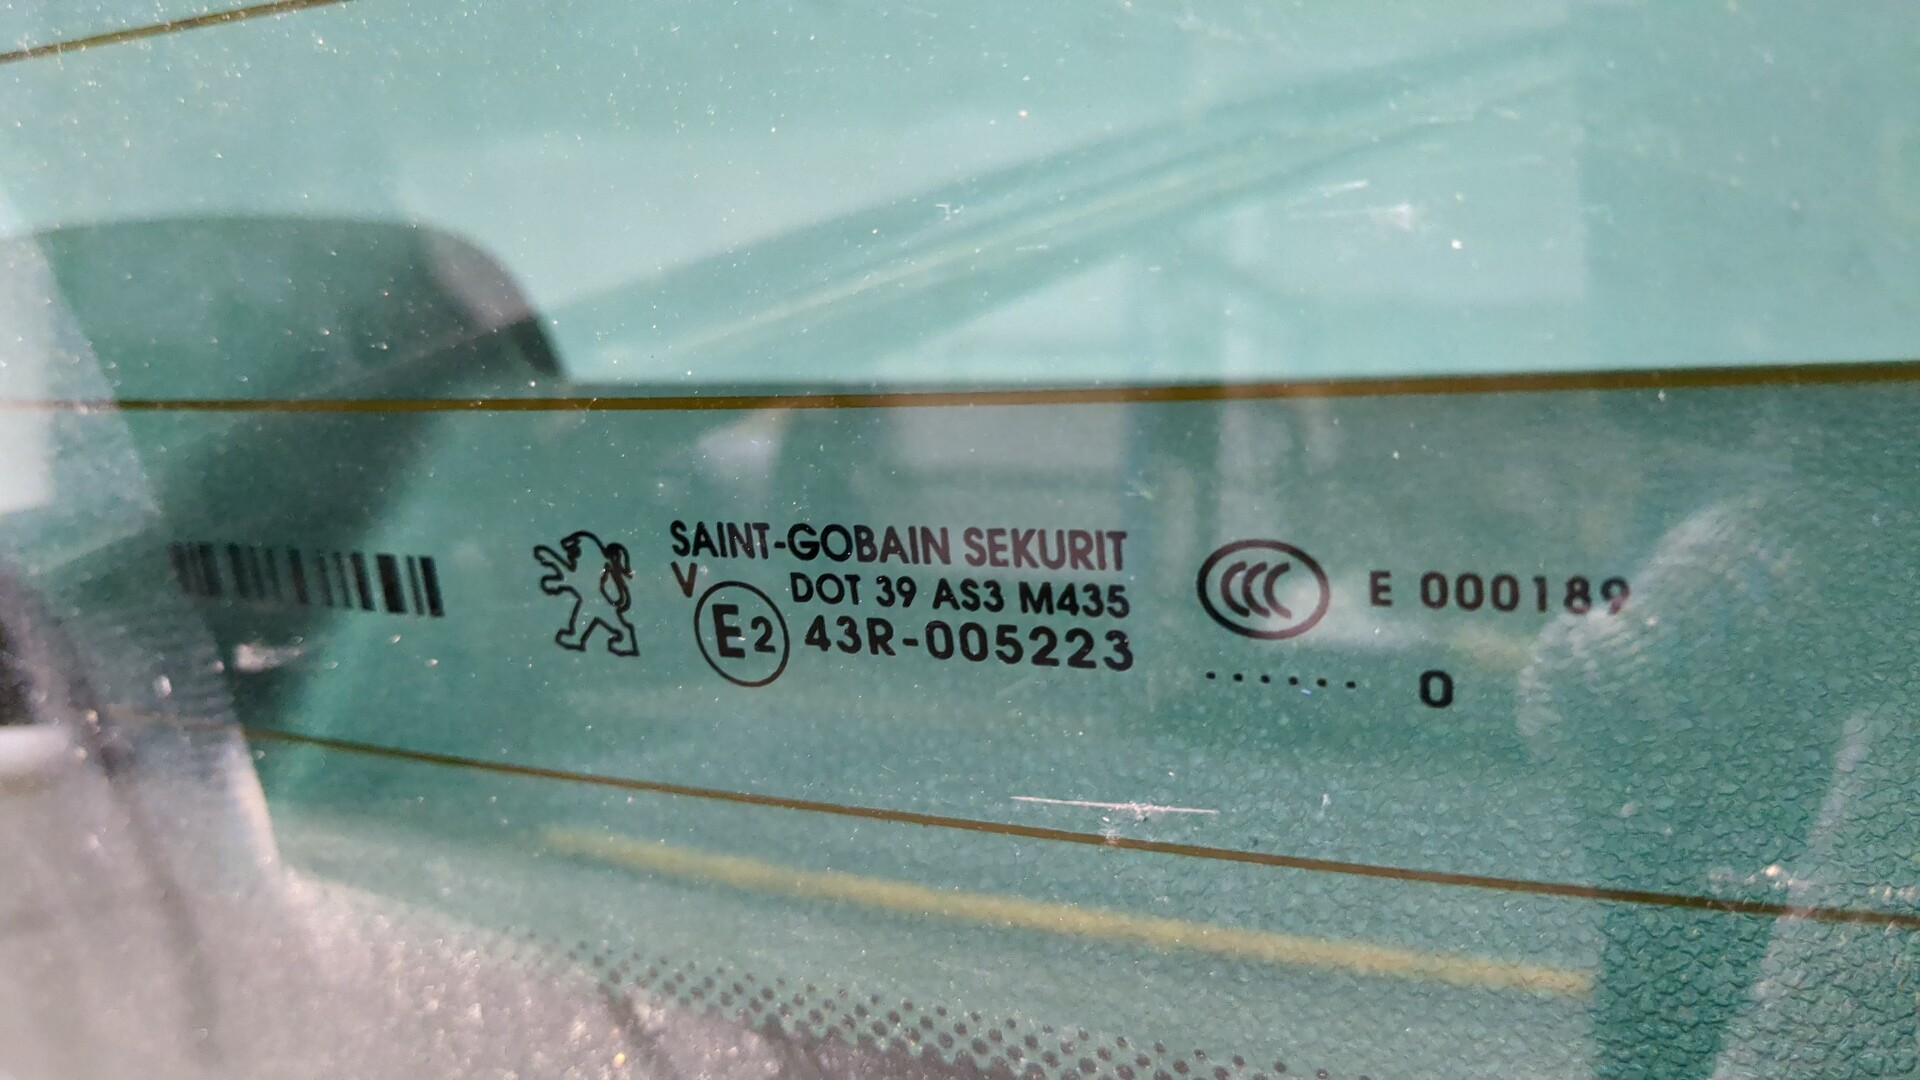 SAINT-GOBAIN SEKURIT
V DOT 39 AS3 M435
E2 43R-005223
CCC E 000189
...... 0